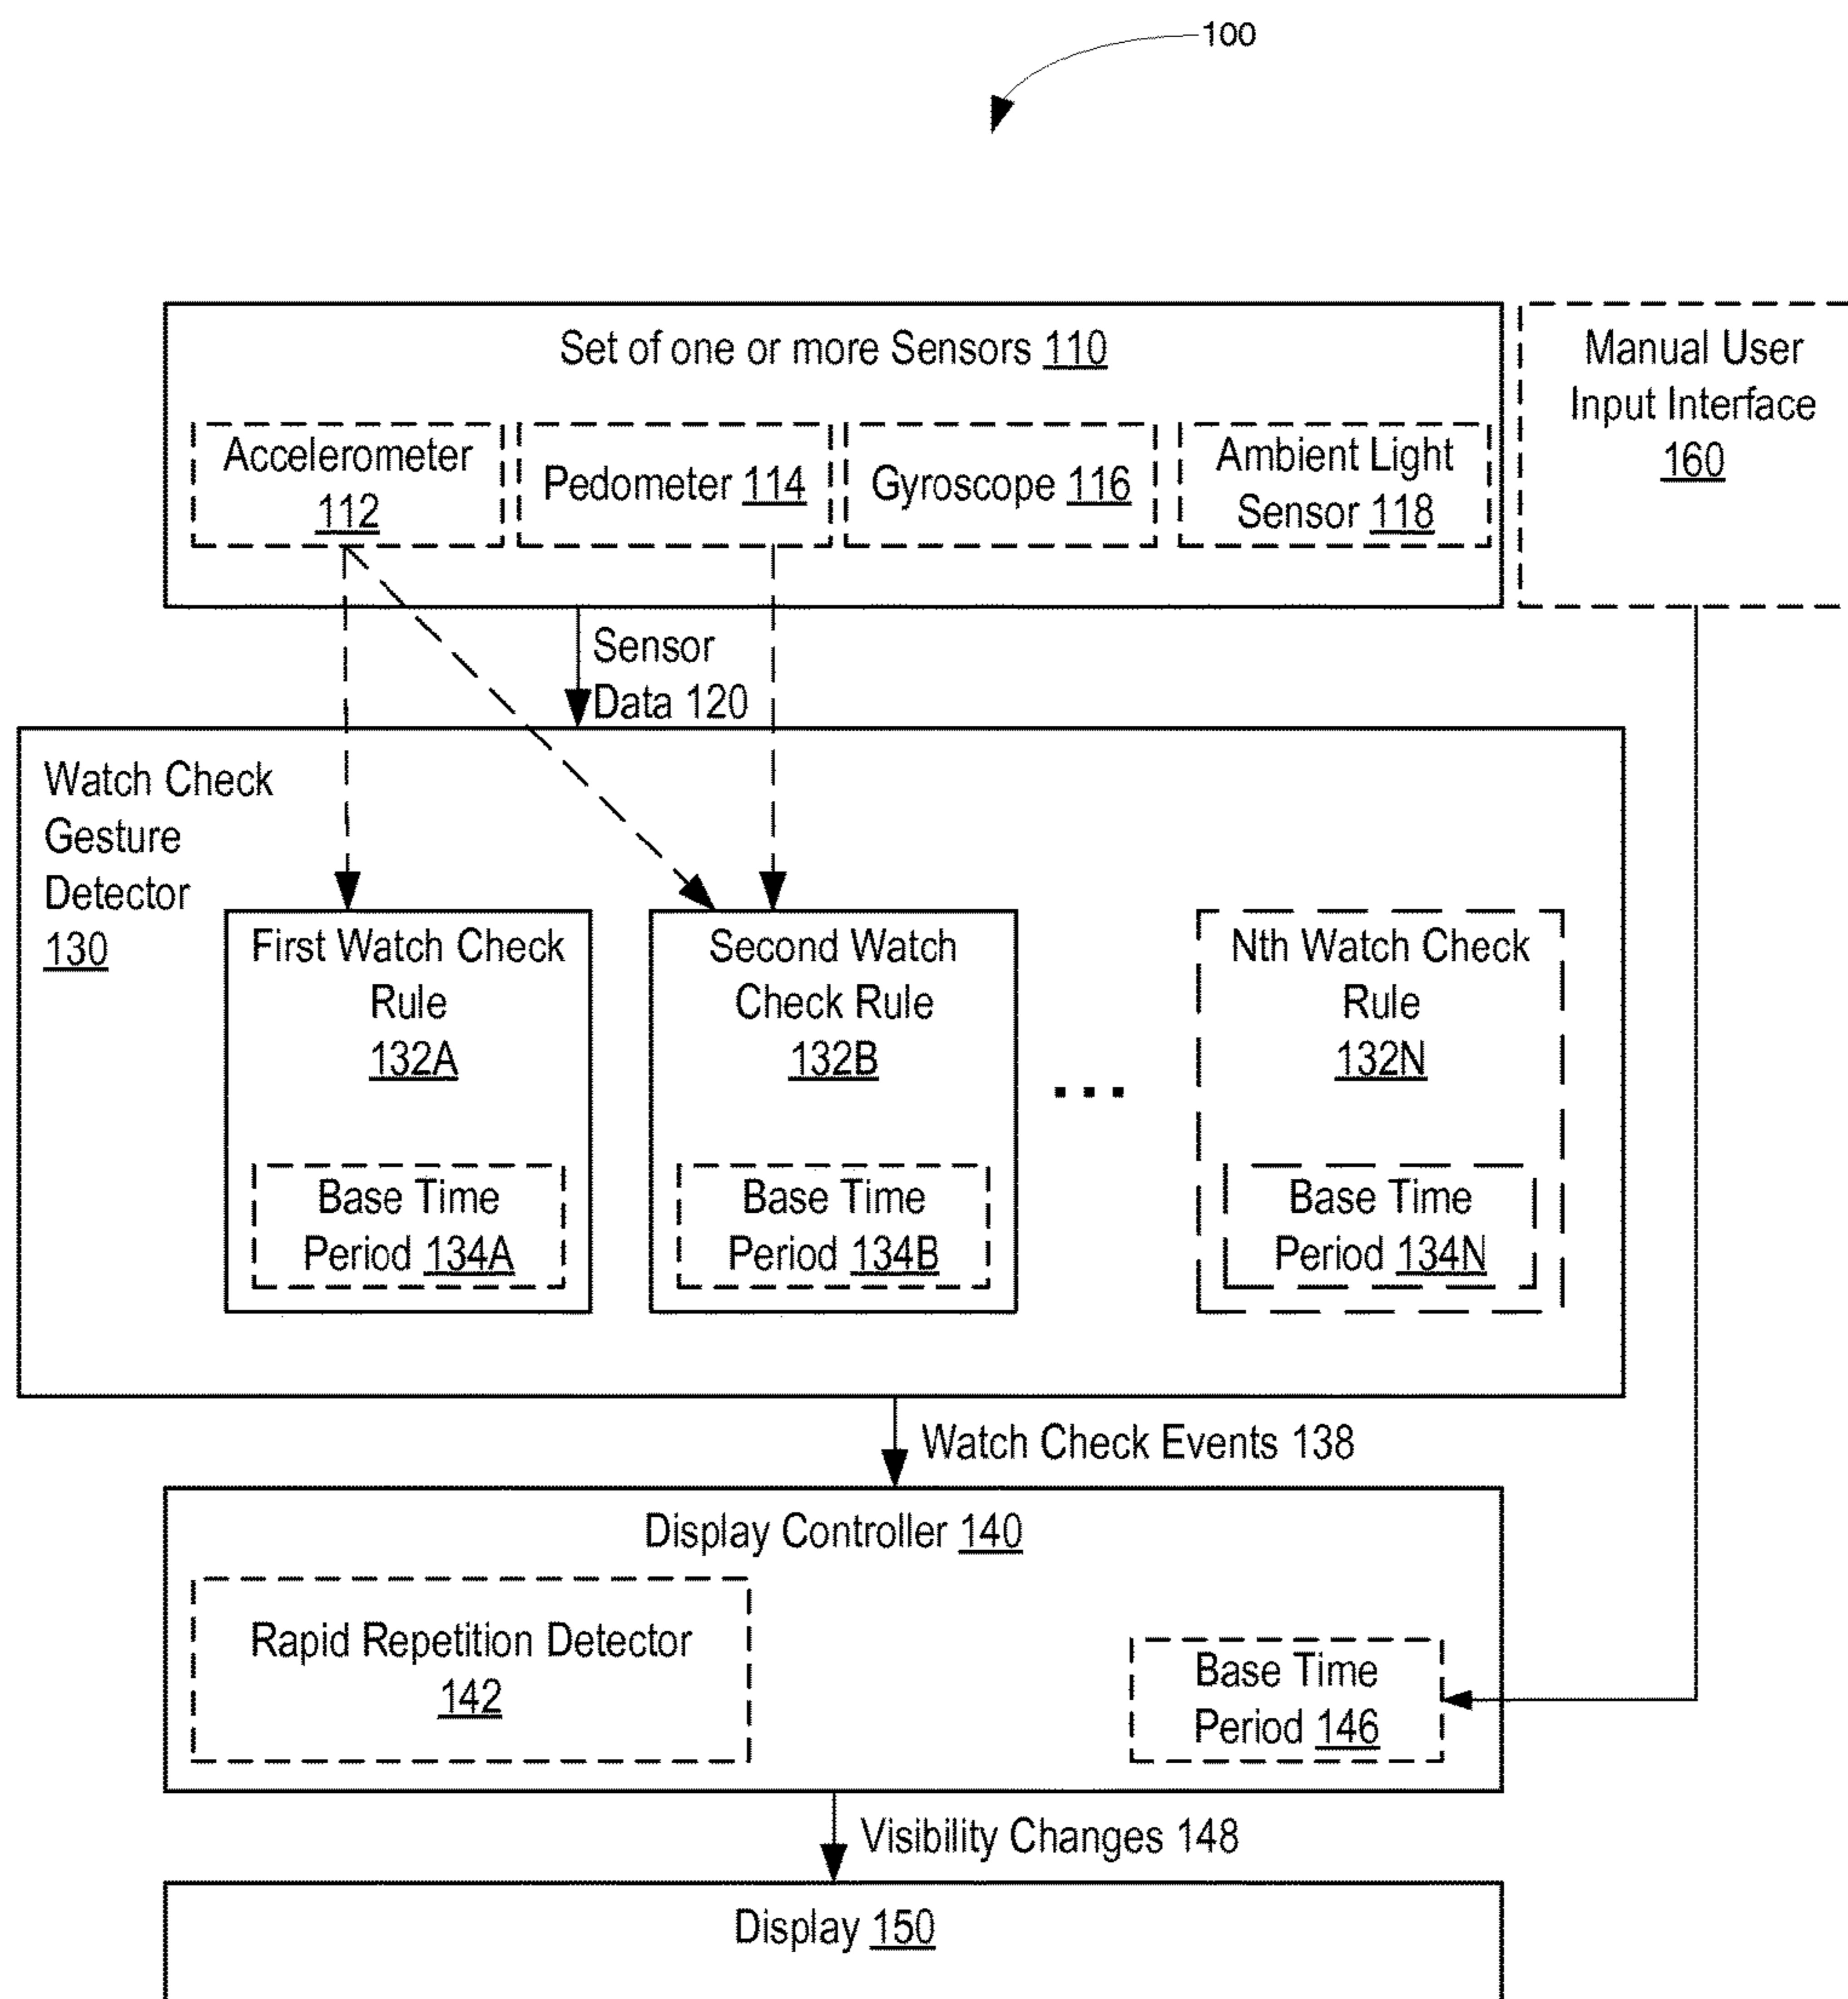 100
Set of one or more Sensors 110
Manual User
Input Interface
160
Accelerometer
112
Pedometer 114
Gyroscope 116
Ambient Light
Sensor 118
Sensor
Data 120
Watch Check
Gesture
Detector
130
First Watch Check
Rule
132A
Second Watch
Check Rule
132B
...
Nth Watch Check
Rule
132N
Base Time
Period 134A
Base Time
Period 134B
Base Time
Period 134N
Watch Check Events 138
Display Controller 140
Rapid Repetition Detector
142
Base Time
Period 146
Visibility Changes 148
Display 150